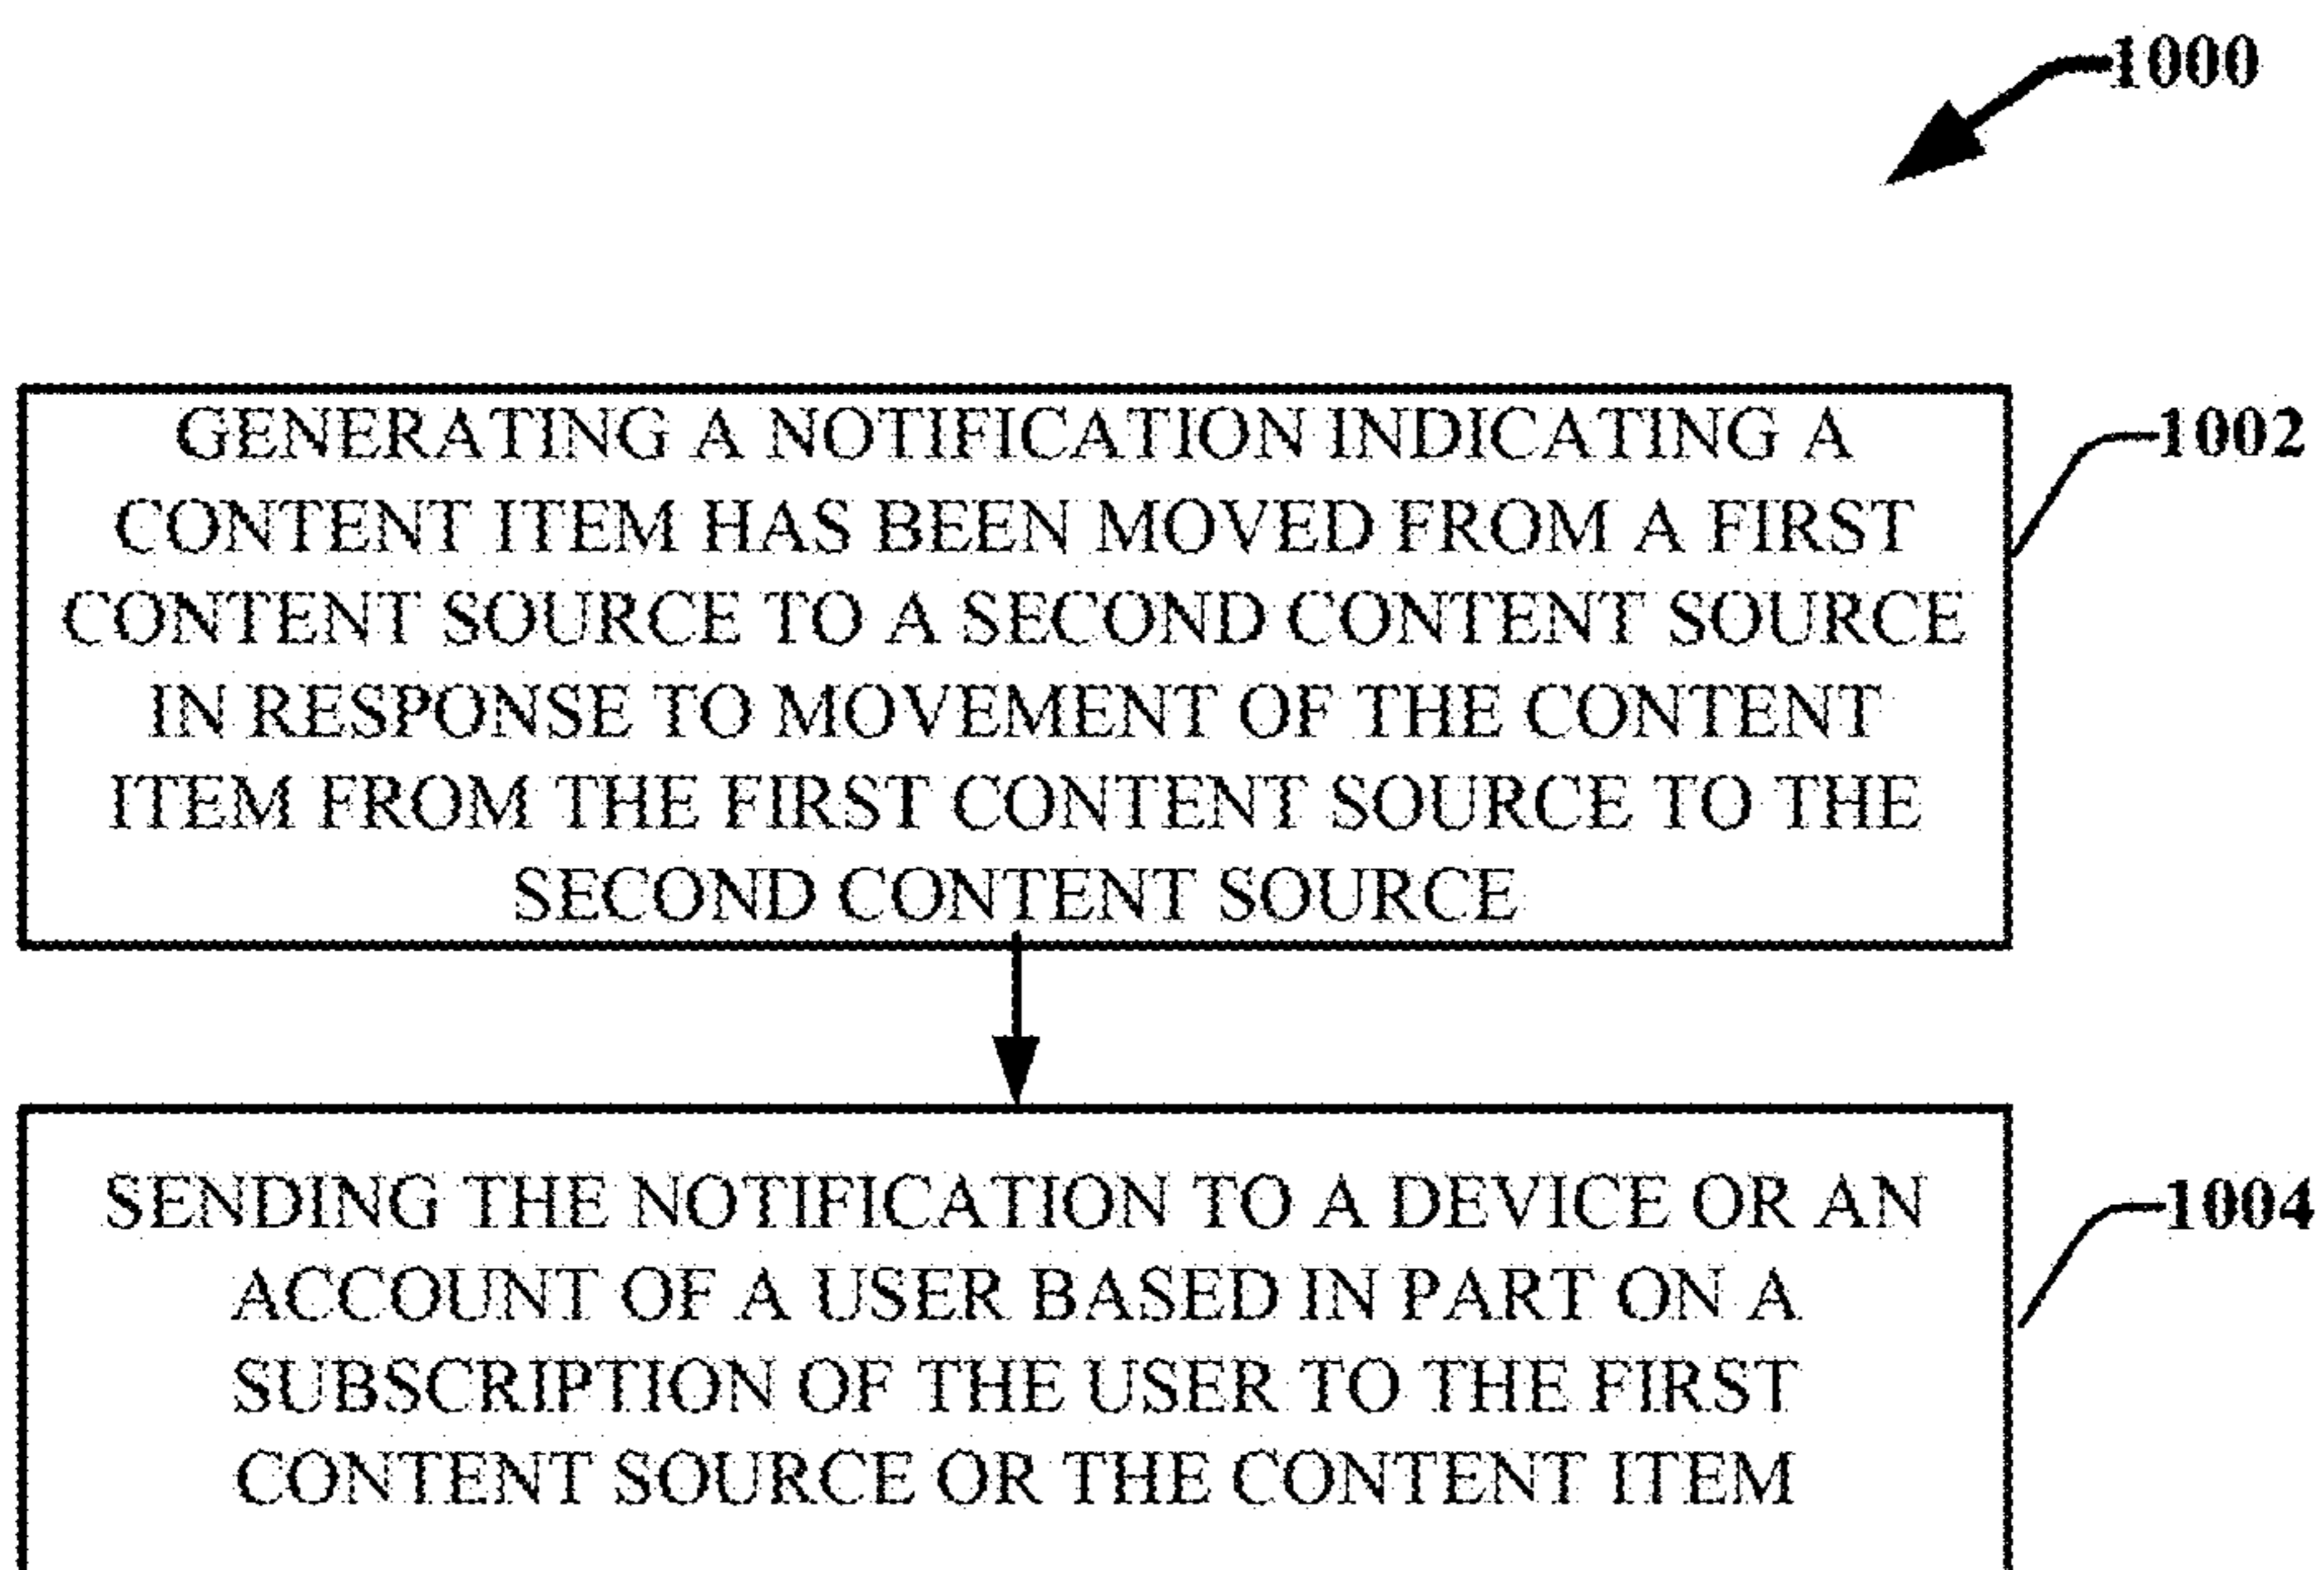 1000
GENERATING A NOTIFICATION INDICATING A
1002
CONTENT ITEM HAS BEEN MOVED FROM A FIRST
CONTENT SOURCE TO A SECOND CONTENT SOURCE
IN RESPONSE TO MOVEMENT OF THE CONTENT
ITEM FROM THE FIRST CONTENT SOURCE TO THE
SECOND CONTENT SOURCE
SENDING THE NOTIFICATION TO A DEVICE OR AN
1004
ACCOUNT OF A USER BASED IN PART ON A
SUBSCRIPTION OF THE USER TO THE FIRST
CONTENT SOURCE OR THE CONTENT ITEM